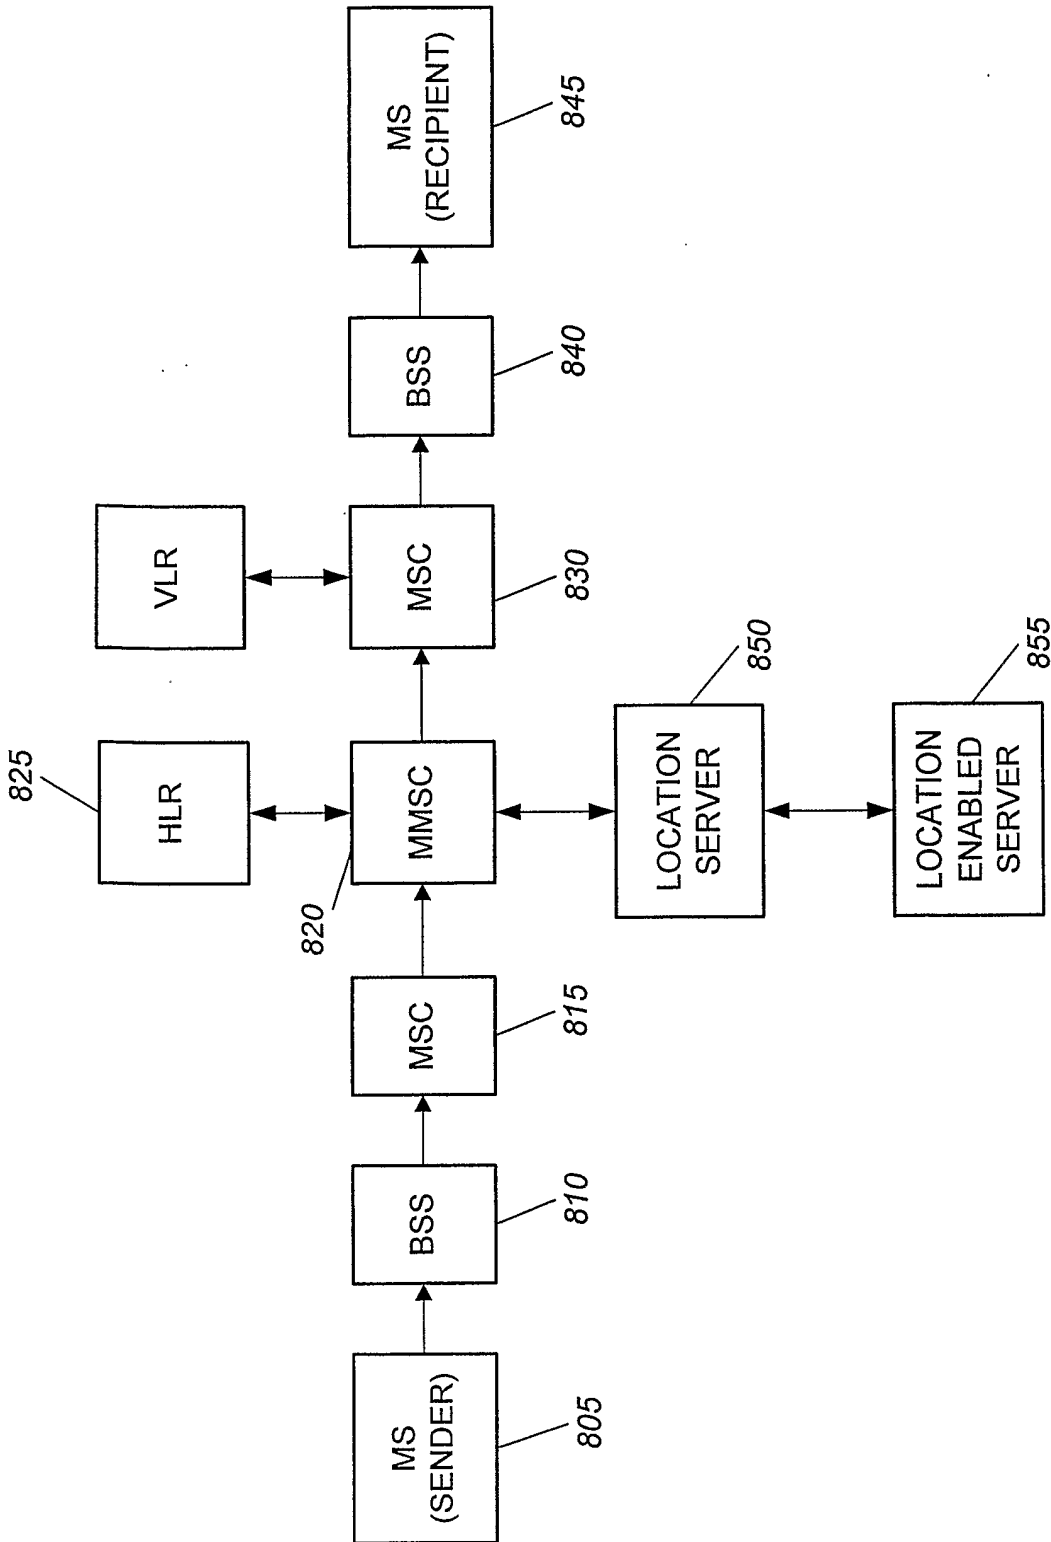 825
HLR
VLR
MS
(SENDER)
805
BSS
810
MSC
815
820
MMSC
MSC
830
BSS
840
MS
(RECIPIENT)
845
LOCATION
SERVER
850
LOCATION
ENABLED
SERVER
855